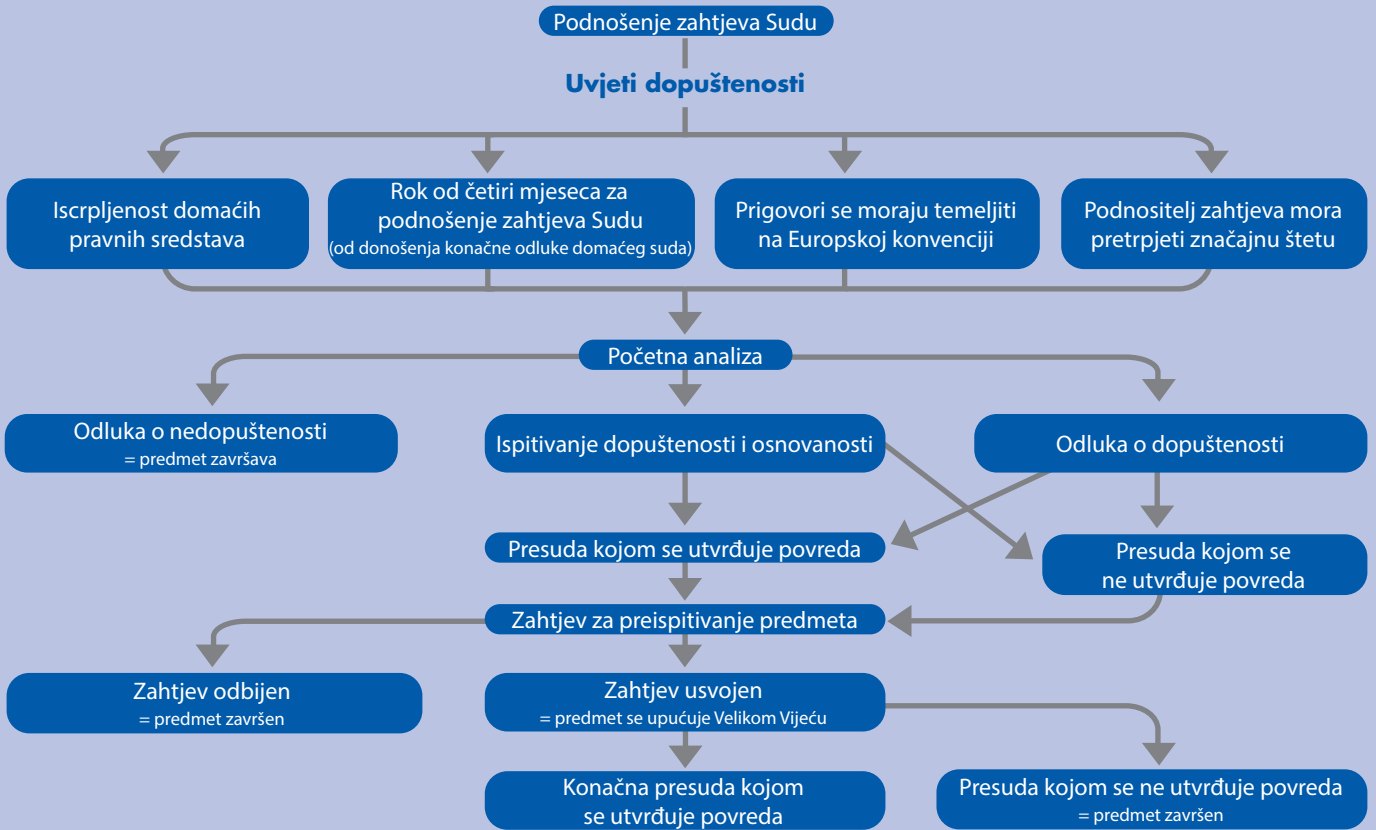 Podnošenje zahtjeva Sudu
Uvjeti dopuštenosti
Iscrpljenost domaćih
pravnih sredstava
Rok od četiri mjeseca za
podnošenje zahtjeva Sudu
(od donošenja konačne odluke domaćeg suda)
Prigovori se moraju temeljiti
na Europskoj konvenciji
Podnositelj zahtjeva mora
pretrpjeti značajnu štetu
Početna analiza
Odluka o nedopuštenosti
= predmet završava
Ispitivanje dopuštenosti i osnovanosti
Odluka o dopuštenosti
Presuda kojom se utvrđuje povreda
Presuda kojom se
ne utvrđuje povreda
Zahtjev za preispitivanje predmeta
Zahtjev odbijen
= predmet završen
Zahtjev usvojen
= predmet se upućuje Velikom Vijeću
Konačna presuda kojom
se utvrđuje povreda
Presuda kojom se ne utvrđuje povreda
= predmet završen